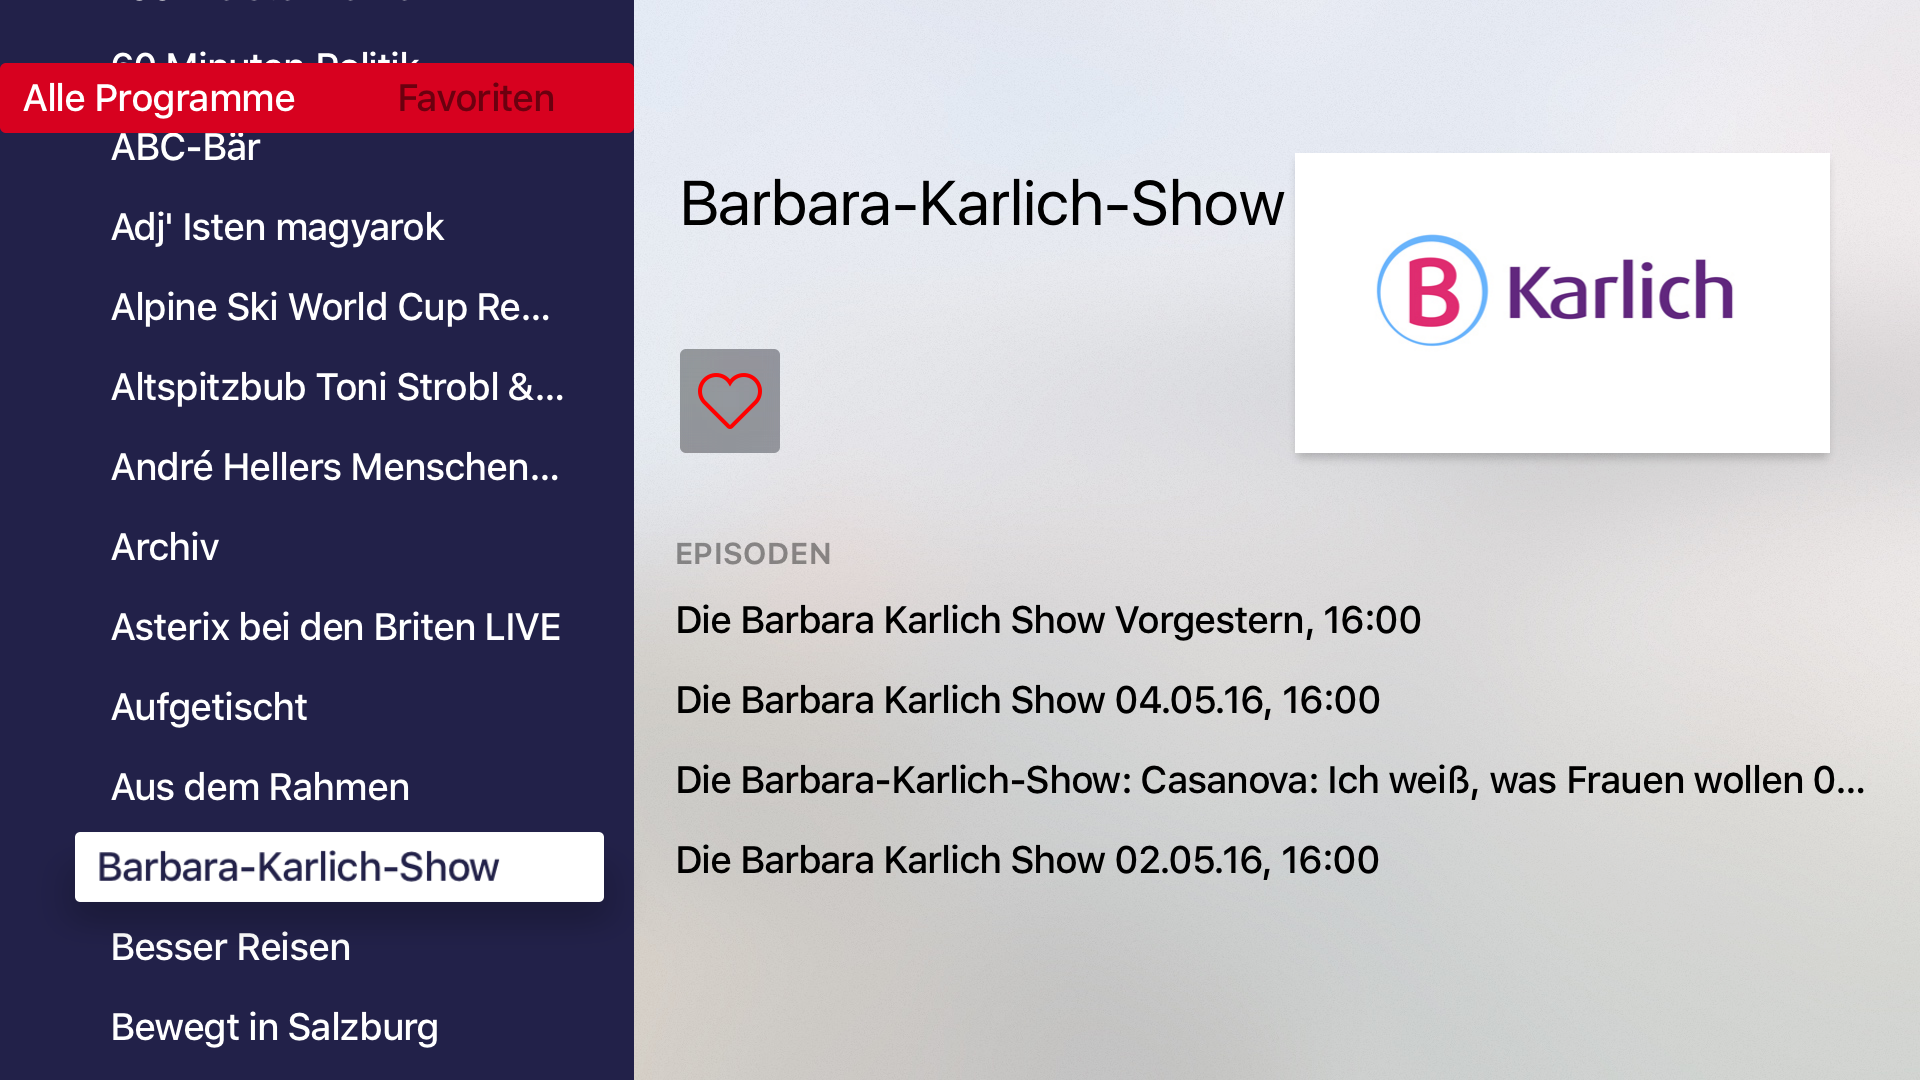 60 Minuten Politik
Alle Programme
Favoriten
ABC-Bär
Adj' Isten magyarok
Alpine Ski World Cup Re...
Altspitzbub Toni Strobl &...
André Hellers Menschen...
Archiv
Asterix bei den Briten LIVE
Aufgetischt
Aus dem Rahmen
Barbara-Karlich-Show
Besser Reisen
Bewegt in Salzburg
Barbara-Karlich-Show
B Karlich
EPISODEN
Die Barbara Karlich Show Vorgestern, 16:00
Die Barbara Karlich Show 04.05.16, 16:00
Die Barbara-Karlich-Show: Casanova: Ich weiß, was Frauen wollen 0...
Die Barbara Karlich Show 02.05.16, 16:00